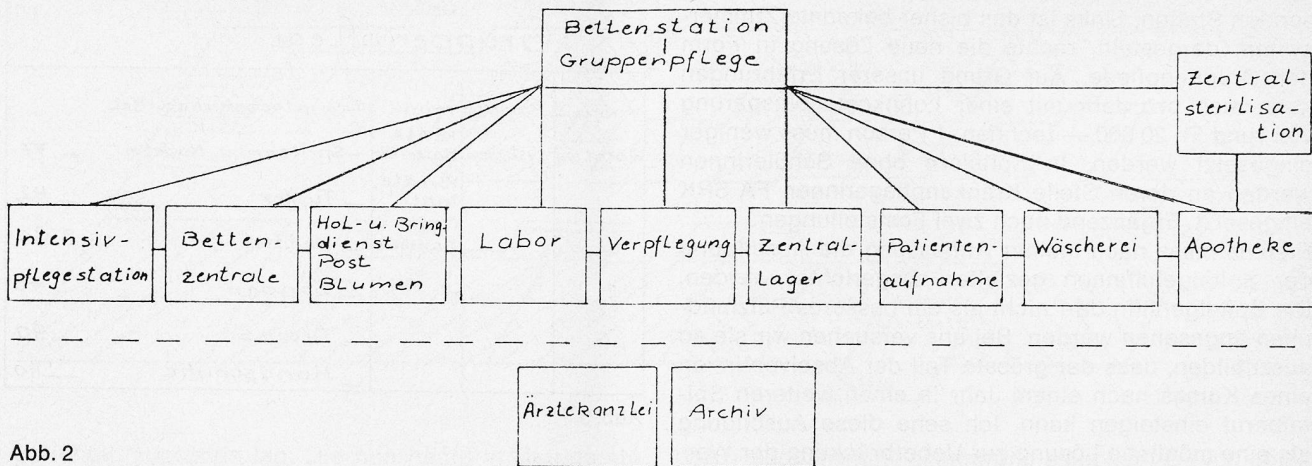 Bettenstation
Gruppenpflege
Zentral-
sterilisa-
tion
Intensiv-
pflegestation
Betten-
zentrale
Hol- u. Bring-
dienst
Post
Blumen
Labor
Verpflegung
Zentral-
Lager
Patienten-
aufnahme
Wäscherei
Apotheke
Ärztekanzlei
Archiv
Abb. 2